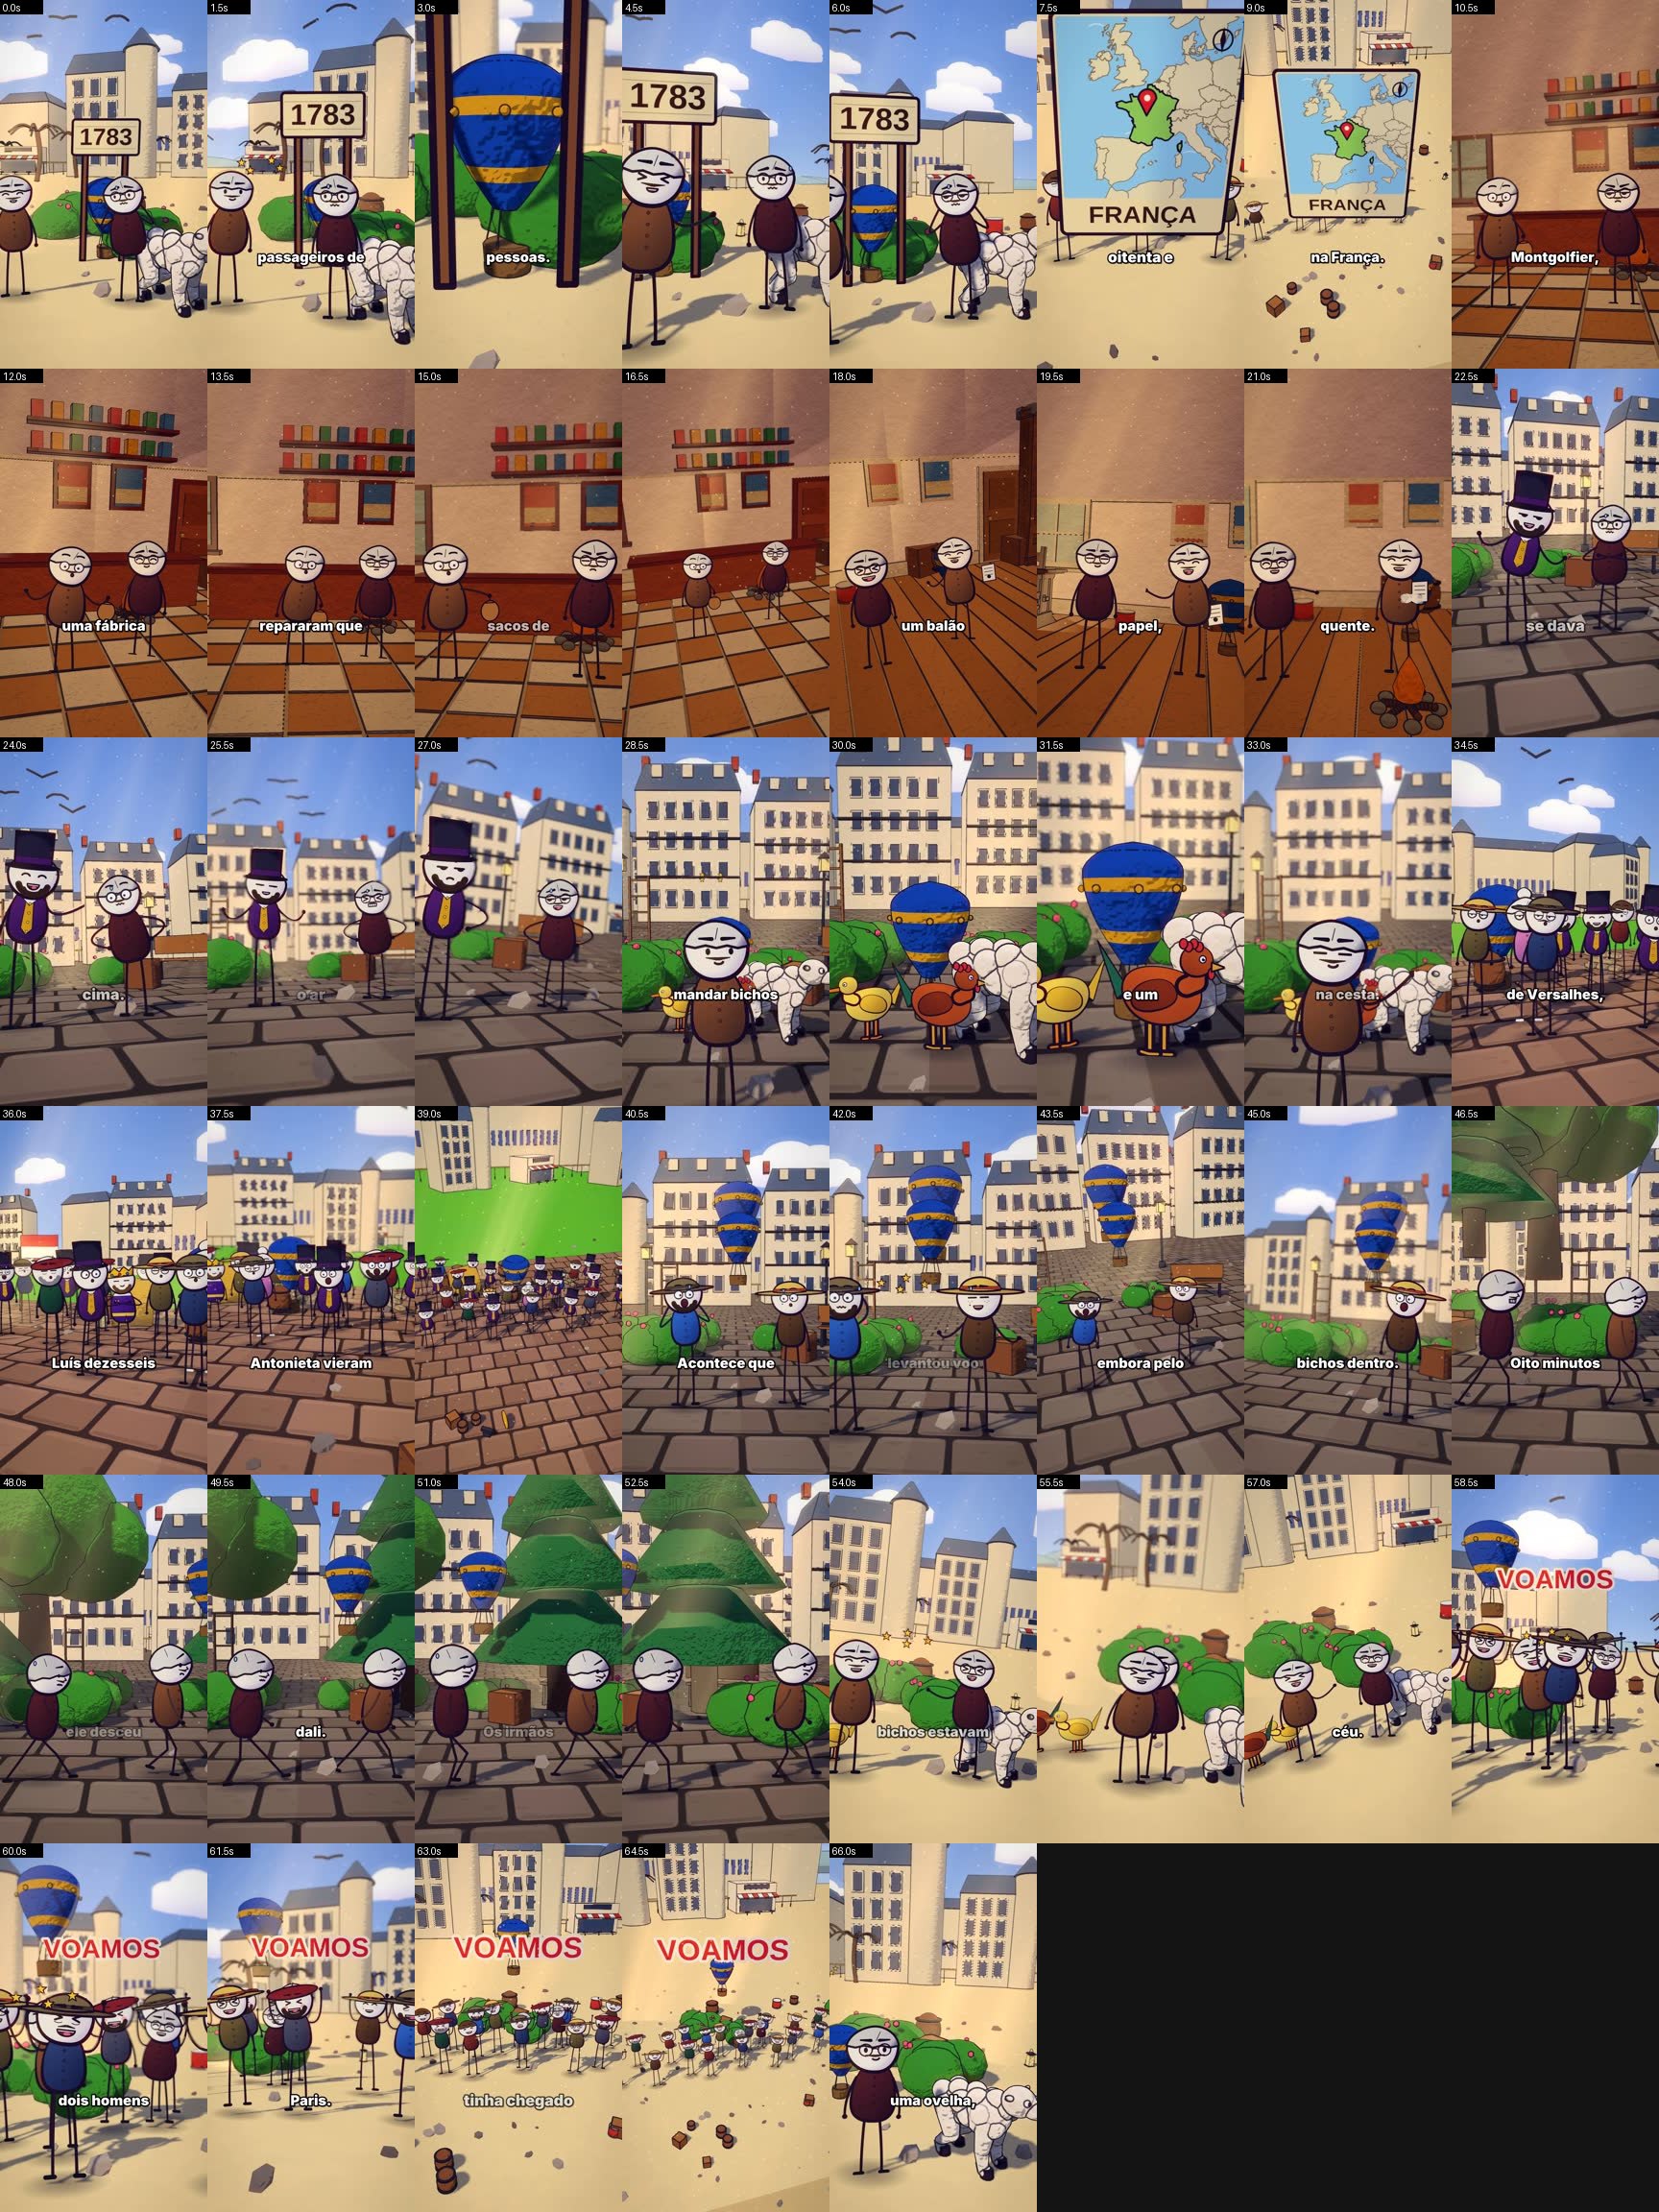 0.0s
1783
1.5s
1783
passageiros de
3.0s
pessoas.
4.5s
1783
6.0s
1783
7.5s
FRANÇA
oitenta e
9.0s
FRANÇA
na França.
10.5s
Montgolfier,
12.0s
uma fábrica
13.5s
repararam que
15.0s
sacos de
16.5s
18.0s
um balão
19.5s
papel,
21.0s
quente.
22.5s
se dava
24.0s
cima.
25.5s
o ar
27.0s
28.5s
mandar bichos
30.0s
31.5s
e um
33.0s
na cesta.
34.5s
de Versalhes,
36.0s
Luís dezesseis
37.5s
Antonieta vieram
39.0s
40.5s
Acontece que
42.0s
levantou voo
43.5s
embora pelo
45.0s
bichos dentro.
46.5s
Oito minutos
48.0s
ele desceu
49.5s
dali.
51.0s
Os irmãos
52.5s
54.0s
bichos estavam
55.5s
57.0s
céu.
58.5s
VOAMOS
60.0s
VOAMOS
dois homens
61.5s
VOAMOS
Paris.
63.0s
VOAMOS
tinha chegado
64.5s
VOAMOS
66.0s
uma ovelha,